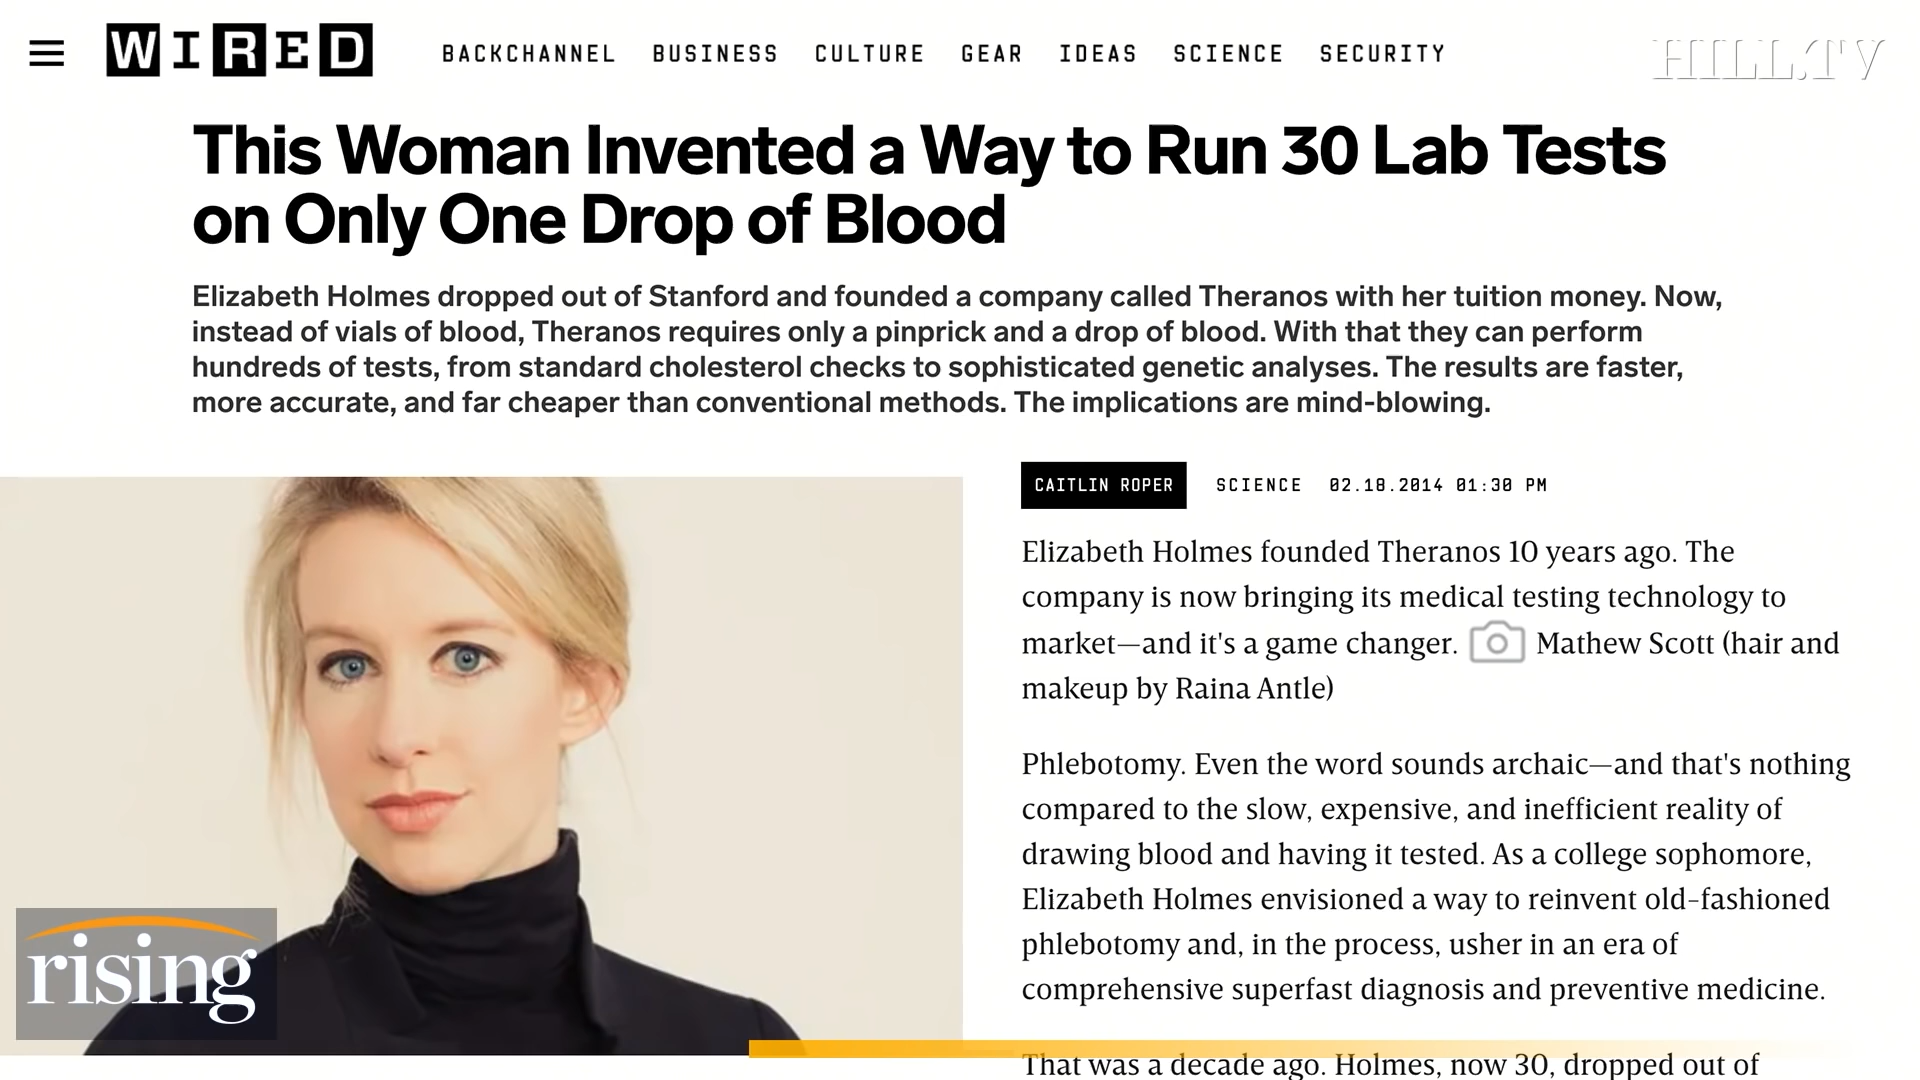 WIRED
BACKCHANNEL BUSINESS CULTURE GEAR IDEAS SCIENCE SECURITY
HILL.TV
This Woman Invented a Way to Run 30 Lab Tests
on Only One Drop of Blood
Elizabeth Holmes dropped out of Stanford and founded a company called Theranos with her tuition money. Now,
instead of vials of blood, Theranos requires only a pinprick and a drop of blood. With that they can perform
hundreds of tests, from standard cholesterol checks to sophisticated genetic analyses. The results are faster,
more accurate, and far cheaper than conventional methods. The implications are mind-blowing.
CAITLIN ROPER SCIENCE 02.18.2014 01:30 PM
Elizabeth Holmes founded Theranos 10 years ago. The
company is now bringing its medical testing technology to
market—and it's a game changer. Mathew Scott (hair and
makeup by Raina Antle)
Phlebotomy. Even the word sounds archaic—and that's nothing
compared to the slow, expensive, and inefficient reality of
drawing blood and having it tested. As a college sophomore,
Elizabeth Holmes envisioned a way to reinvent old-fashioned
phlebotomy and, in the process, usher in an era of
comprehensive superfast diagnosis and preventive medicine.
That was a decade ago. Holmes, now 30, dropped out of
rising